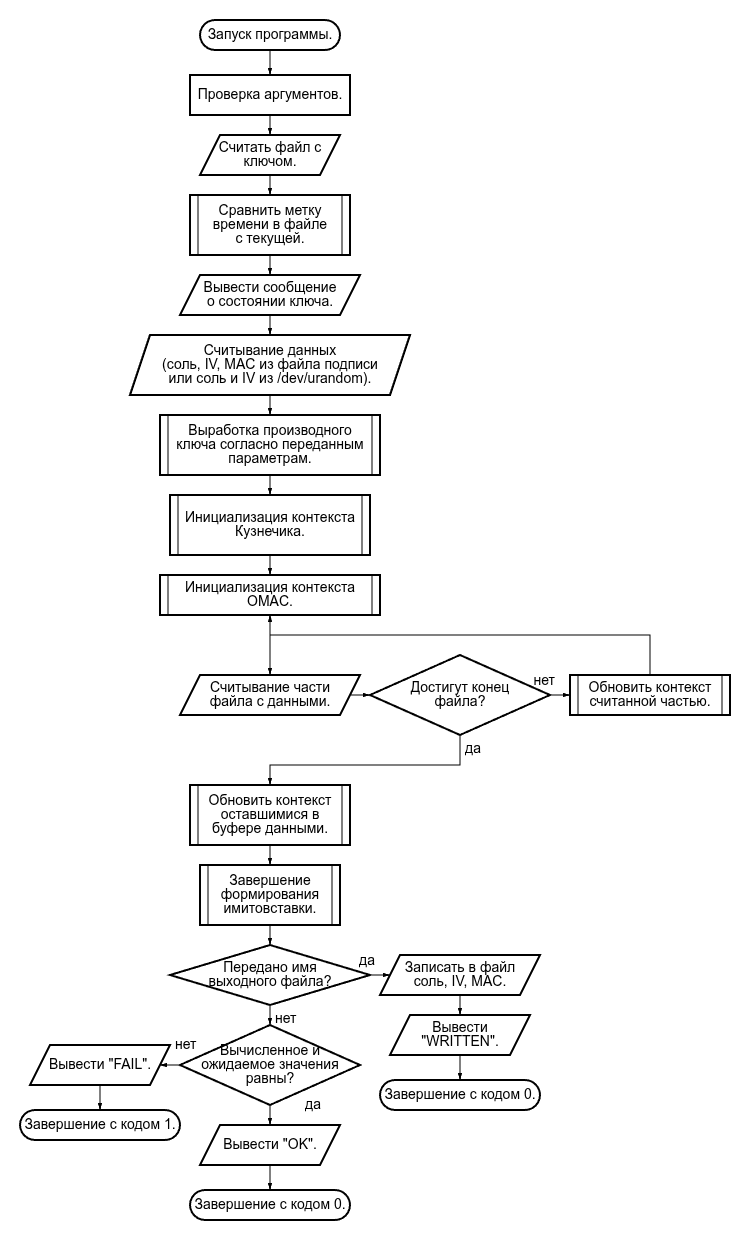 Запуск программы.
Проверка аргументов.
Считать файл с
ключом.
Сравнить метку
времени в файле
с текущей.
Вывести сообщение
о состоянии ключа.
Считывание данных
(соль, IV, MAC из файла подписи
или соль и IV из /dev/urandom).
Выработка производного
ключа согласно переданным
параметрам.
Инициализация контекста
Кузнечика.
Инициализация контекста
OMAC.
Считывание части
файла с данными.
Достигут конец
файла?
нет
Обновить контекст
считанной частью.
да
Обновить контекст
оставшимися в
буфере данными.
Завершение
формирования
имитовставки.
Передано имя
выходного файла?
да
Записать в файл
соль, IV, MAC.
Вывести
"WRITTEN".
Завершение с кодом 0.
нет
Вычисленное и
ожидаемое значения
равны?
нет
Вывести "FAIL".
Завершение с кодом 1.
да
Вывести "OK".
Завершение с кодом 0.